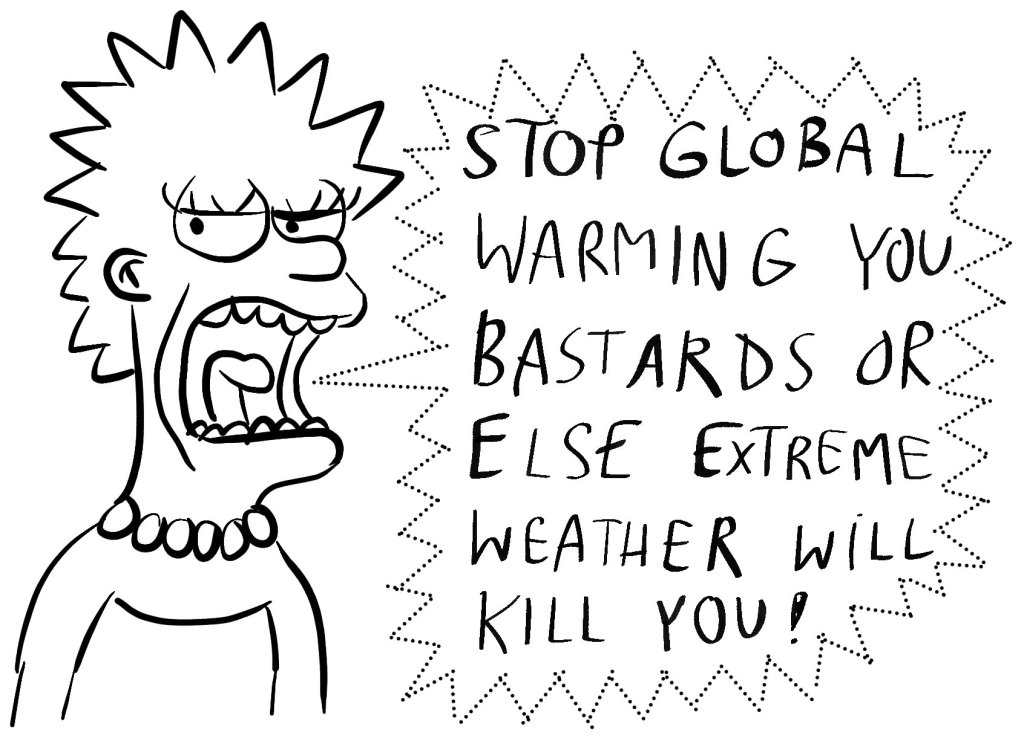 STOP GLOBAL
WARMING YOU
BASTARDS OR
ELSE EXTREME
WEATHER WiLL
KILL YOU!